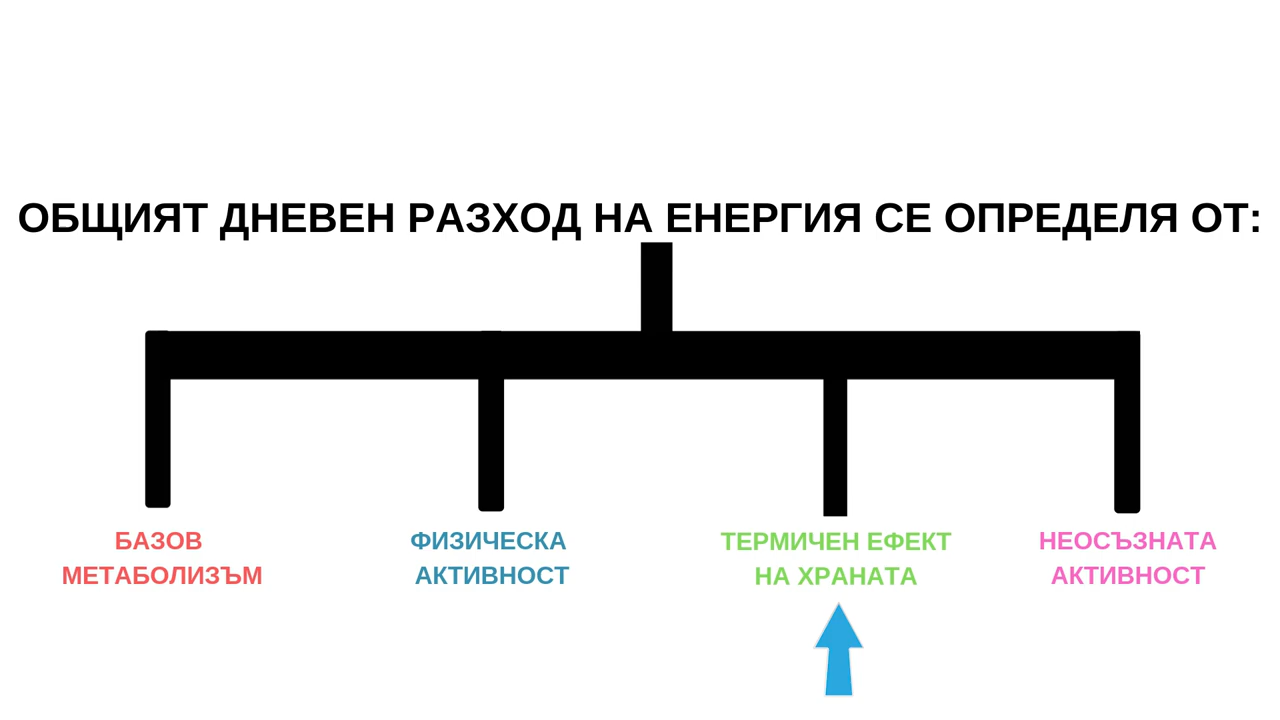 ОБЩИЯТ ДНЕВЕН РАЗХОД НА ЕНЕРГИЯ СЕ ОПРЕДЕЛЯ ОТ:
БАЗОВ
МЕТАБОЛИЗЪМ
ФИЗИЧЕСКА
АКТИВНОСТ
ТЕРМИЧЕН ЕФЕКТ
НА ХРАНАТА
НЕОСЪЗНАТА
АКТИВНОСТ